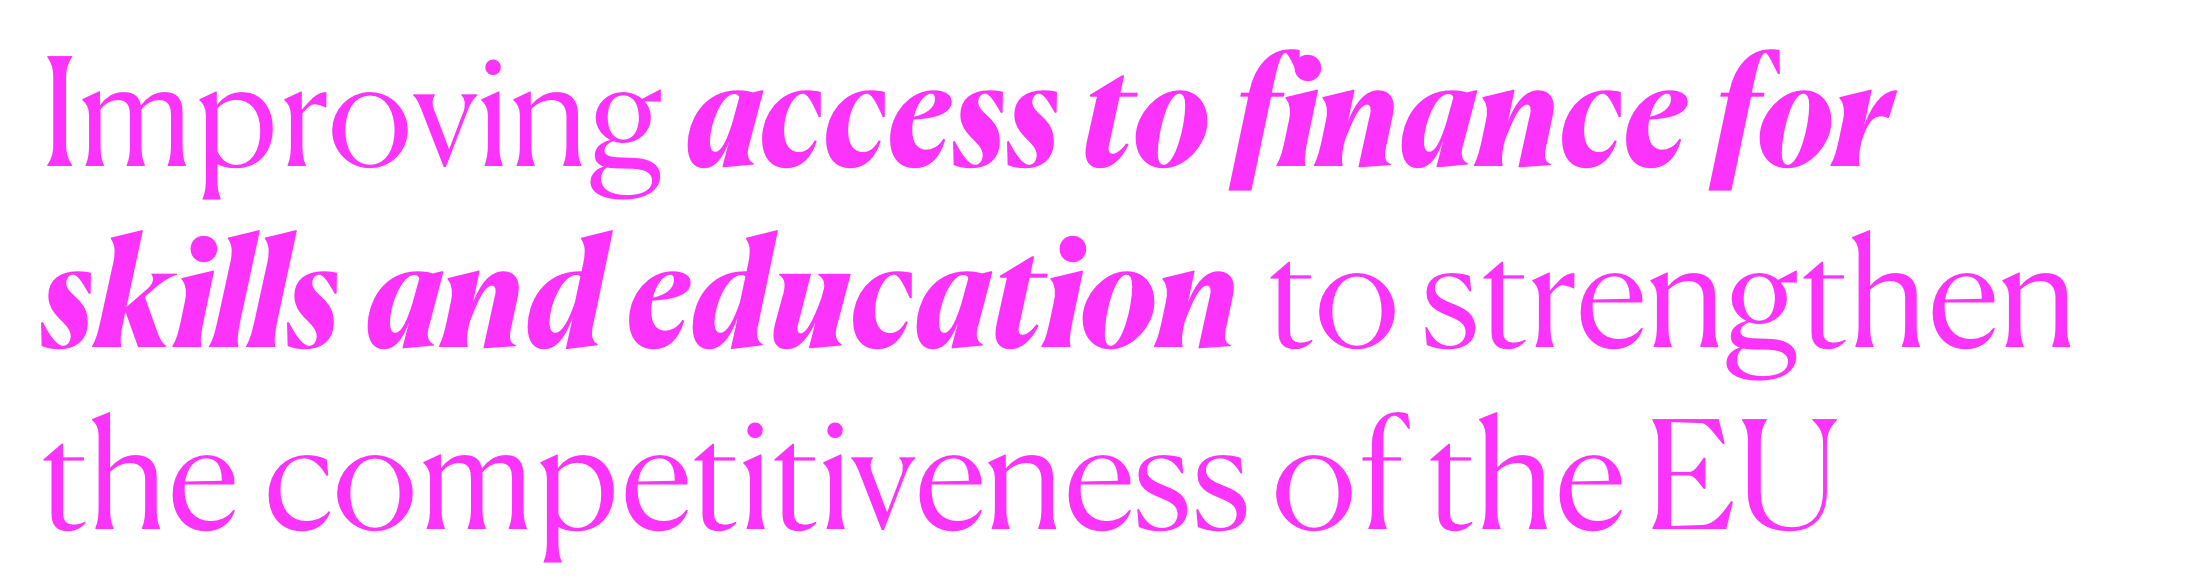 Improving access to finance for
skills and education to strengthen
the competitiveness of the EU